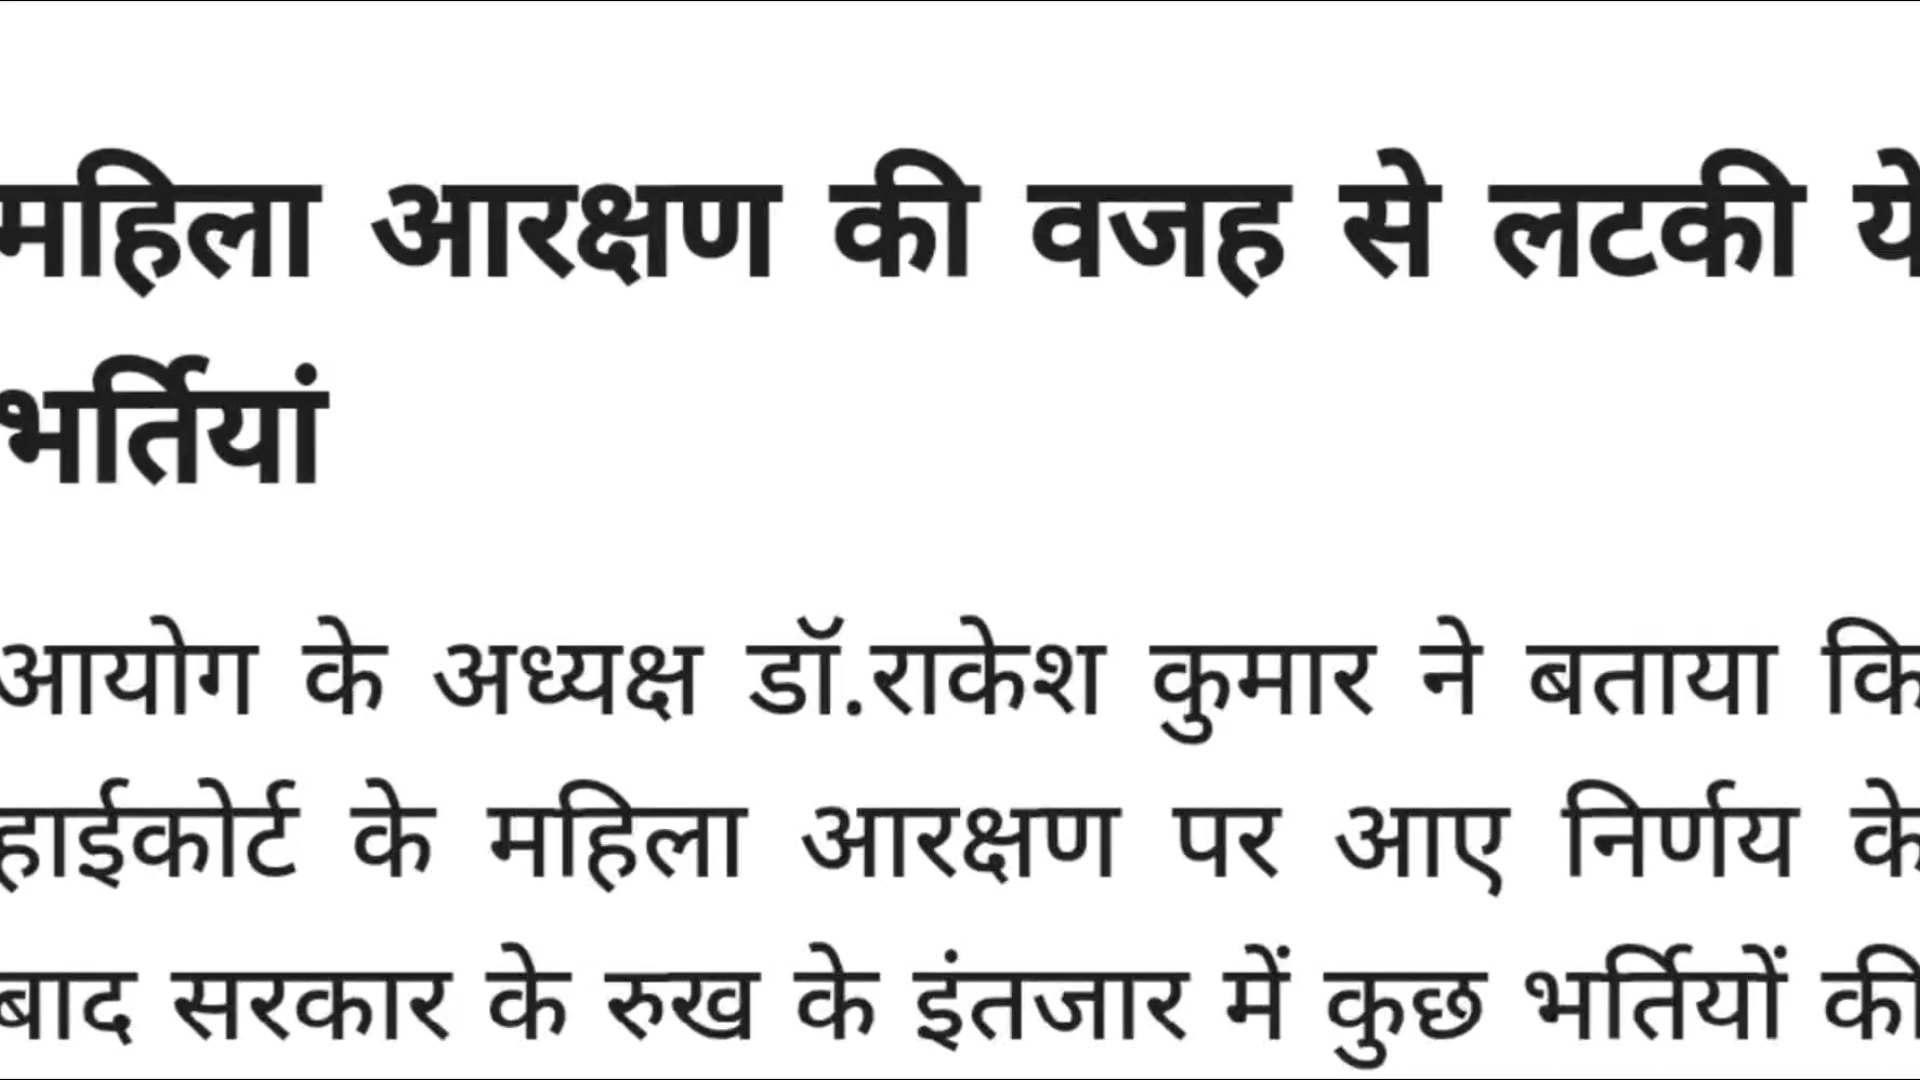 महिला आरक्षण की वजह से लटकी ये
भर्तियां
आयोग के अध्यक्ष डॉ.राकेश कुमार ने बताया कि
हाईकोर्ट के महिला आरक्षण पर आए निर्णय के
बाद सरकार के रुख के इंतजार में कुछ भर्तियों की